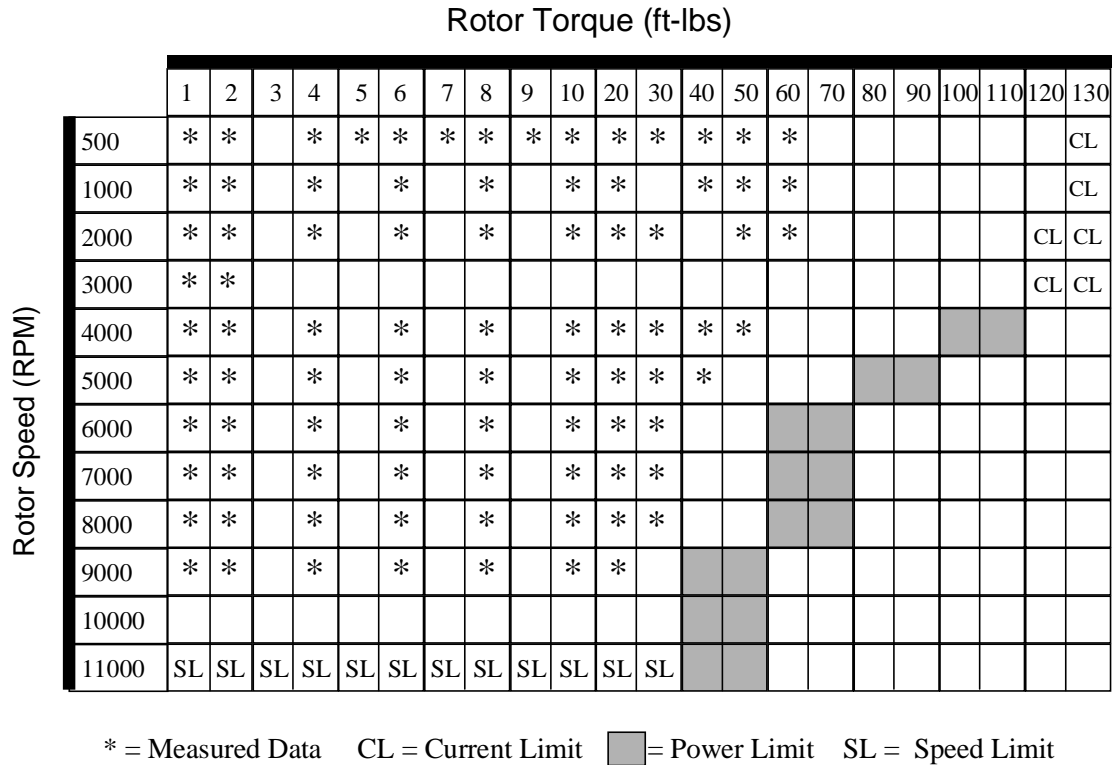 Rotor Torque (ft-lbs)
1 2 3 4 5 6 7 8 9 10 20 30 40 50 60 70 80 90 100 110 120 130
500 * * * * * * * * * * * * * * CL
1000 * * * * * * * * * * CL
2000 * * * * * * * * * * CL CL
3000 * * CL CL
4000 * * * * * * * * * *
5000 * * * * * * * * *
6000 * * * * * * * *
7000 * * * * * * * *
8000 * * * * * * * *
9000 * * * * * * *
10000
11000 SL SL SL SL SL SL SL SL SL SL SL SL
Rotor Speed (RPM)
* = Measured Data CL = Current Limit = Power Limit SL = Speed Limit